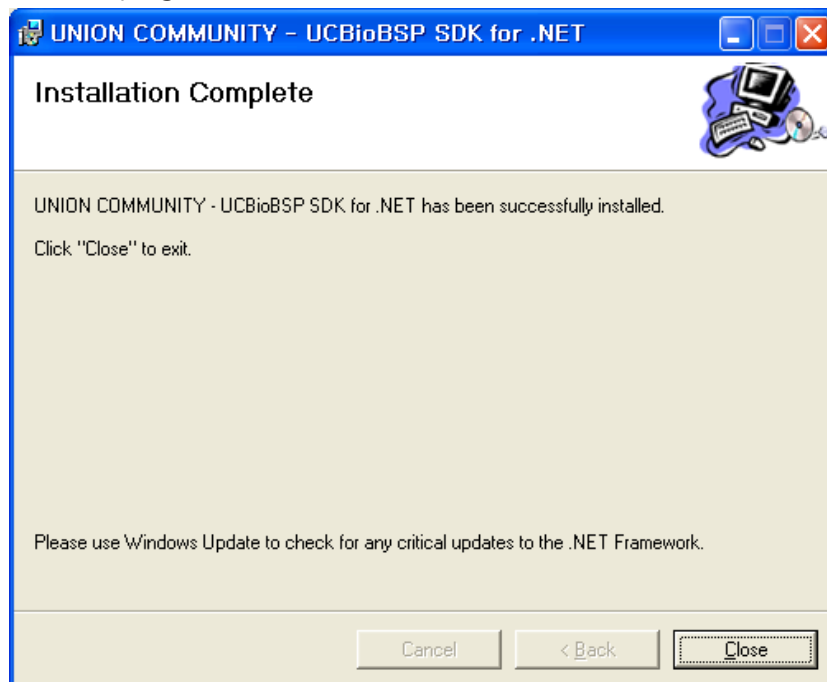 UNION COMMUNITY - UCBioBSP SDK for .NET
Installation Complete
UNION COMMUNITY - UCBioBSP SDK for .NET has been successfully installed.
Click "Close" to exit.
Please use Windows Update to check for any critical updates to the .NET Framework.
Cancel < Back Close